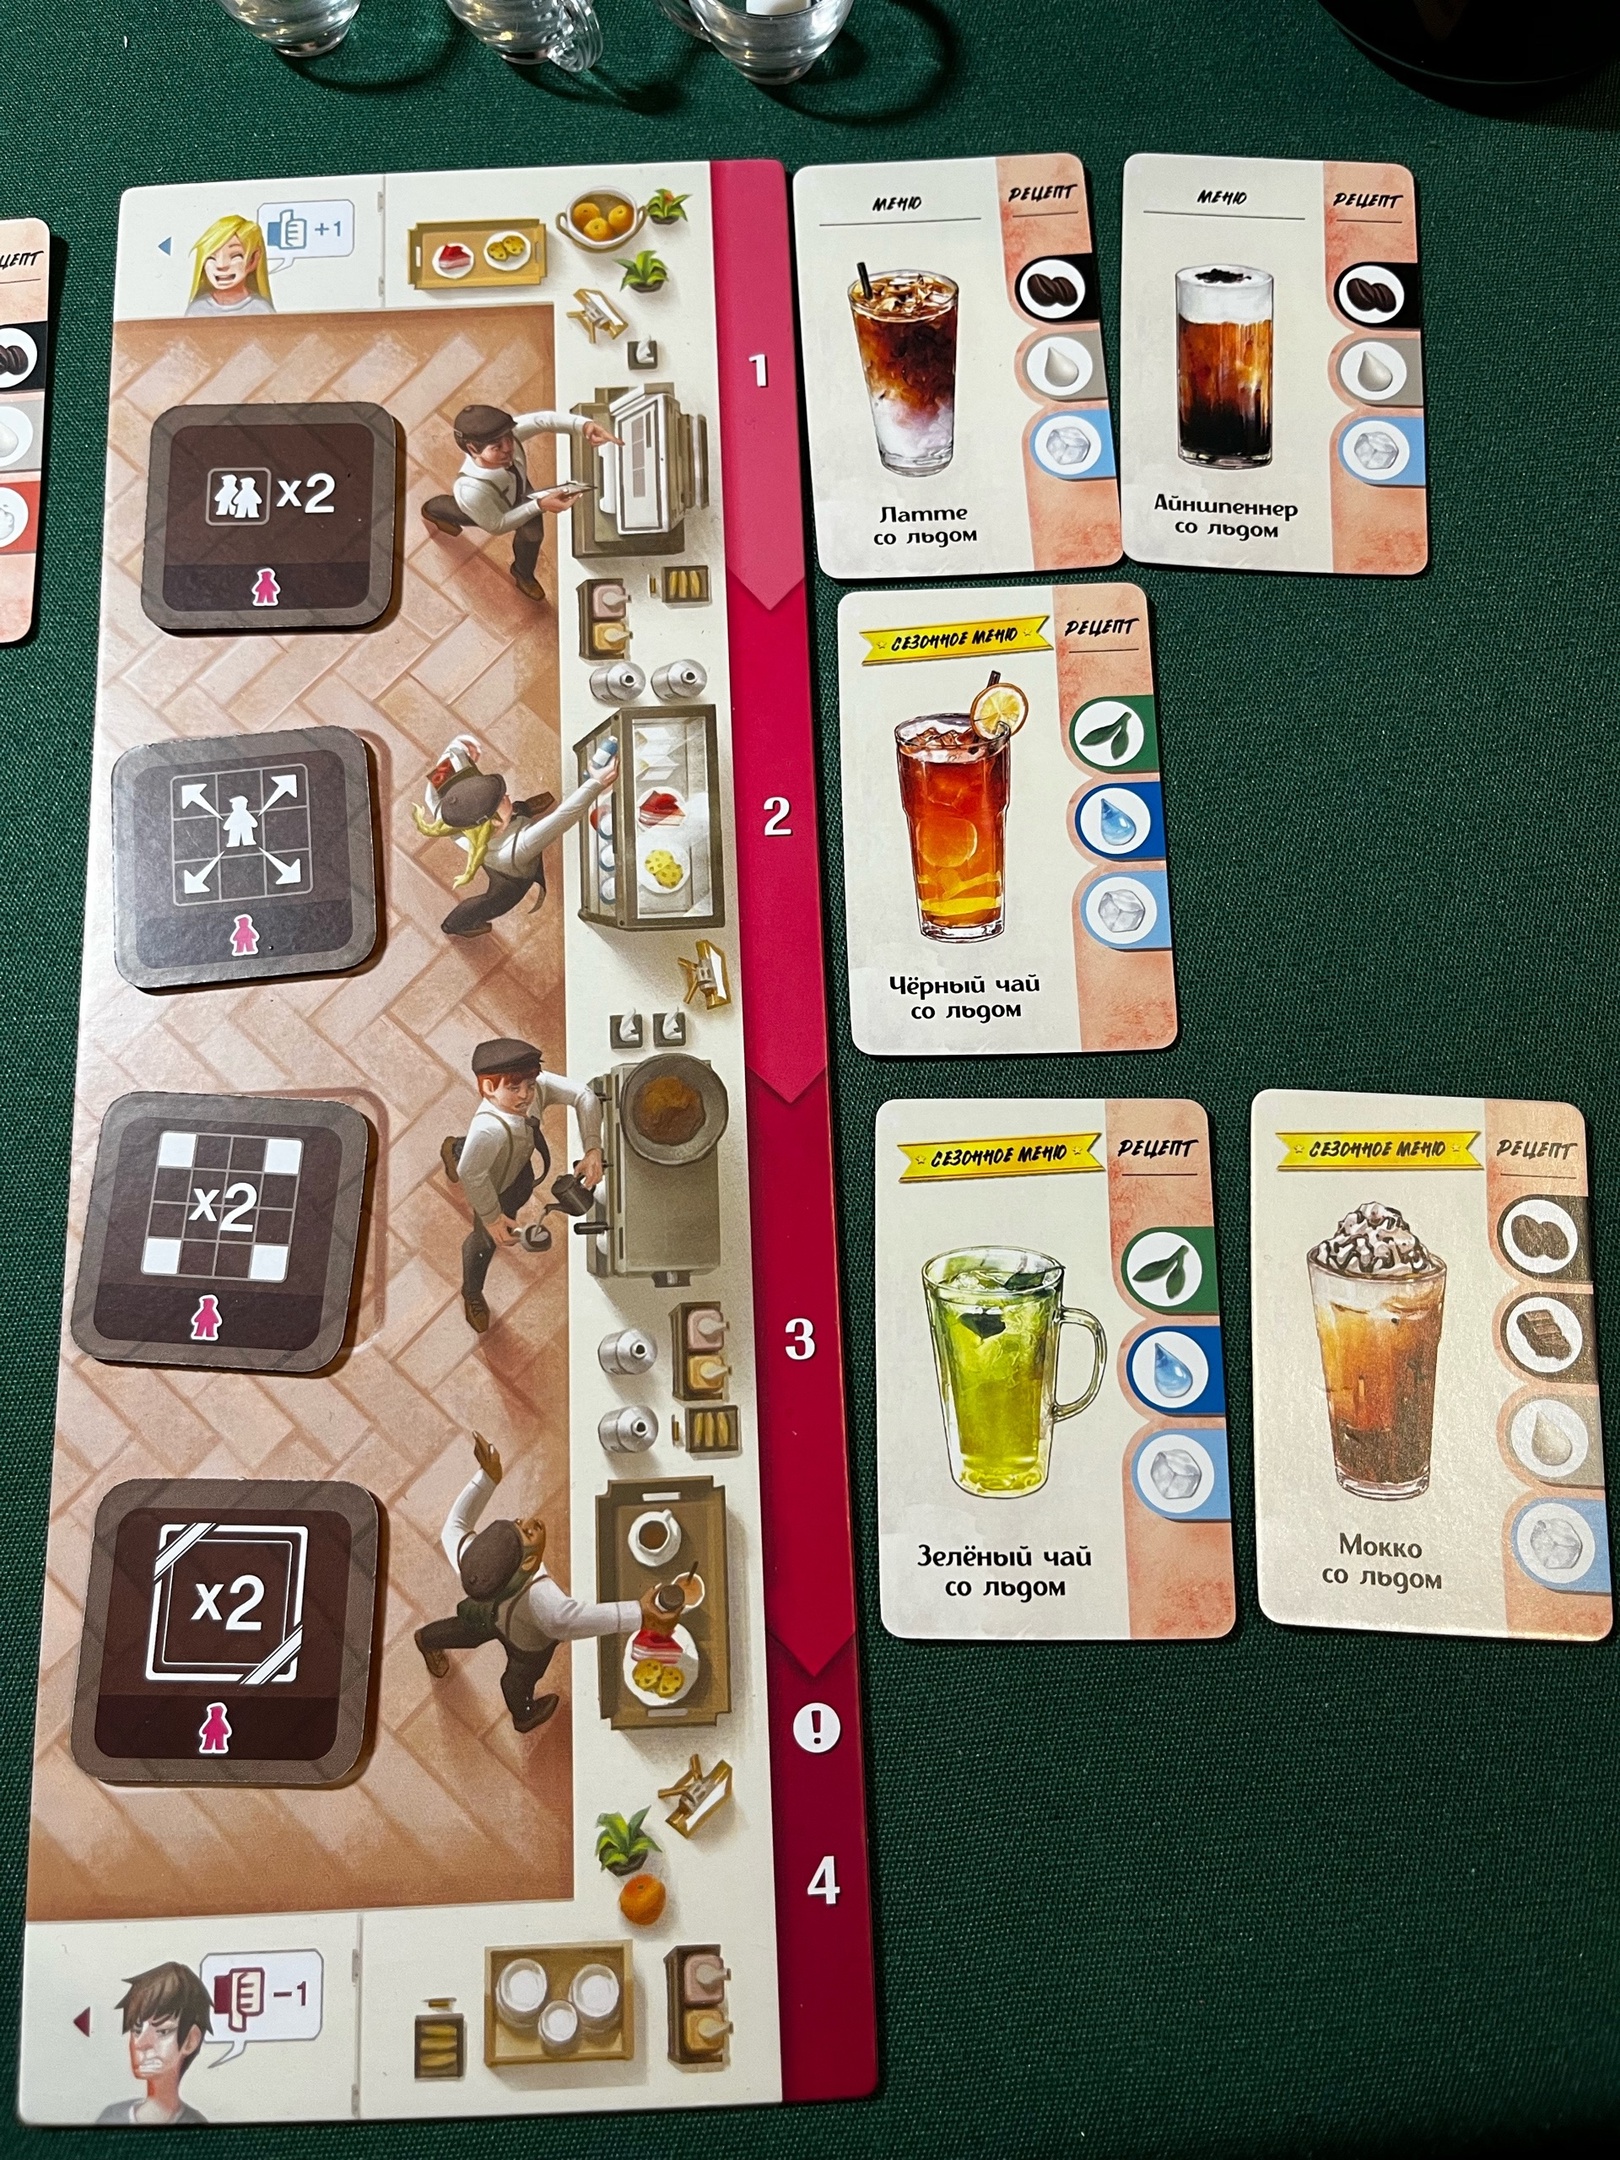 +1
МЕНЮ
РЕЦЕПТ
Латте
со льдом
МЕНЮ
РЕЦЕПТ
Айншпеннер
со льдом
1
x2
СЕЗОННОЕ МЕНЮ
РЕЦЕПТ
Чёрный чай
со льдом
2
x2
СЕЗОННОЕ МЕНЮ
РЕЦЕПТ
Зелёный чай
со льдом
СЕЗОННОЕ МЕНЮ
РЕЦЕПТ
Мокко
со льдом
3
x2
!
4
-1